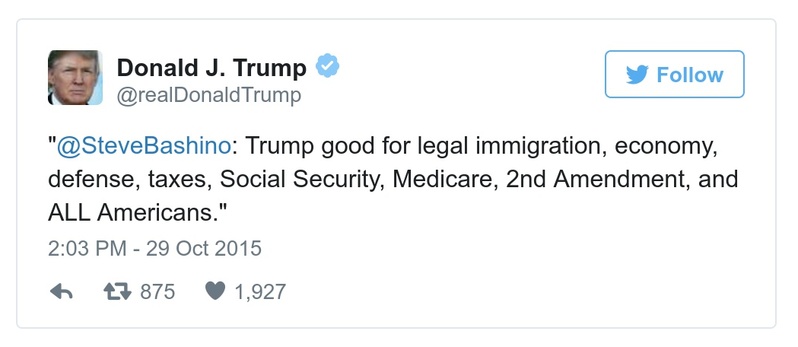 Donald J. Trump
@realDonaldTrump
Follow
"@SteveBashino: Trump good for legal immigration, economy,
defense, taxes, Social Security, Medicare, 2nd Amendment, and
ALL Americans."
2:03 PM - 29 Oct 2015
875 1,927